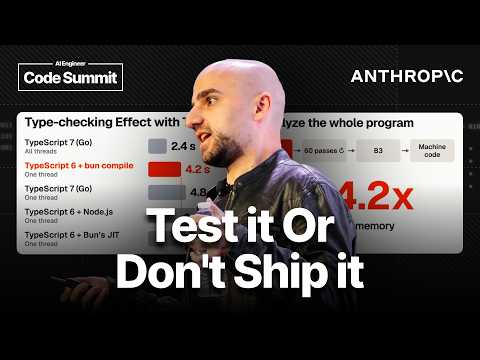 AI Engineer
Code Summit
ANTHROP\C
Type-checking Effect with
lyze the whole program
TypeScript 7 (Go)
All threads
2.4 s
TypeScript 6 + bun compile
One thread
4.2 s
TypeScript 7 (Go)
One thread
4.8
TypeScript 6 + Node.js
One thread
TypeScript 6 + Bun's JIT
One thread
60 passes ↻
B3
Machine
code
4.2x
memory
Test it Or
Don't Ship it